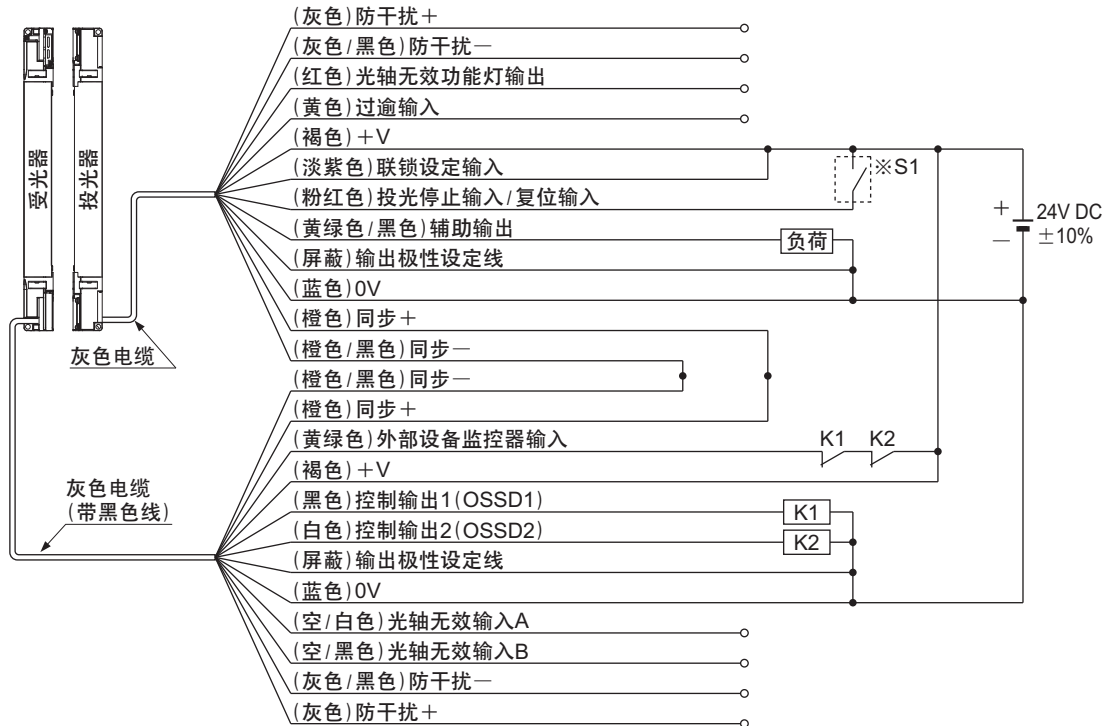 (灰色)防干扰＋
(灰色/黑色)防干扰－
(红色)光轴无效功能灯输出
(黄色)过逾输入
(褐色)＋V
(淡紫色)联锁设定输入
(粉红色)投光停止输入/复位输入
(黄绿色/黑色)辅助输出
(屏蔽)输出极性设定线
(蓝色)0V
(橙色)同步＋
(橙色/黑色)同步－
(橙色/黑色)同步－
(橙色)同步＋
(黄绿色)外部设备监控器输入
(褐色)＋V
(黑色)控制输出1(OSSD1)
(白色)控制输出2(OSSD2)
(屏蔽)输出极性设定线
(蓝色)0V
(空/白色)光轴无效输入A
(空/黑色)光轴无效输入B
(灰色/黑色)防干扰－
(灰色)防干扰＋
受光器
投光器
灰色电缆
灰色电缆
(带黑色线)
※S1
负荷
＋
－
24V DC
±10%
K1
K2
K1
K2